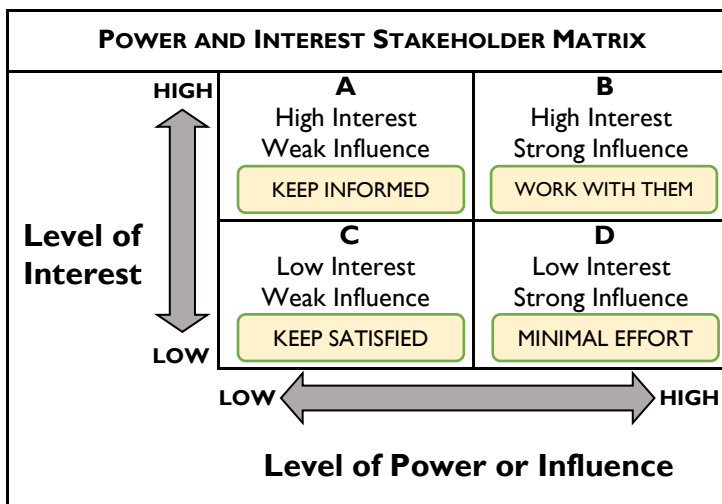 POWER AND INTEREST STAKEHOLDER MATRIX
HIGH
LOW
Level of
Interest
A
High Interest
Weak Influence
KEEP INFORMED
B
High Interest
Strong Influence
WORK WITH THEM
C
Low Interest
Weak Influence
KEEP SATISFIED
D
Low Interest
Strong Influence
MINIMAL EFFORT
LOW
HIGH
Level of Power or Influence